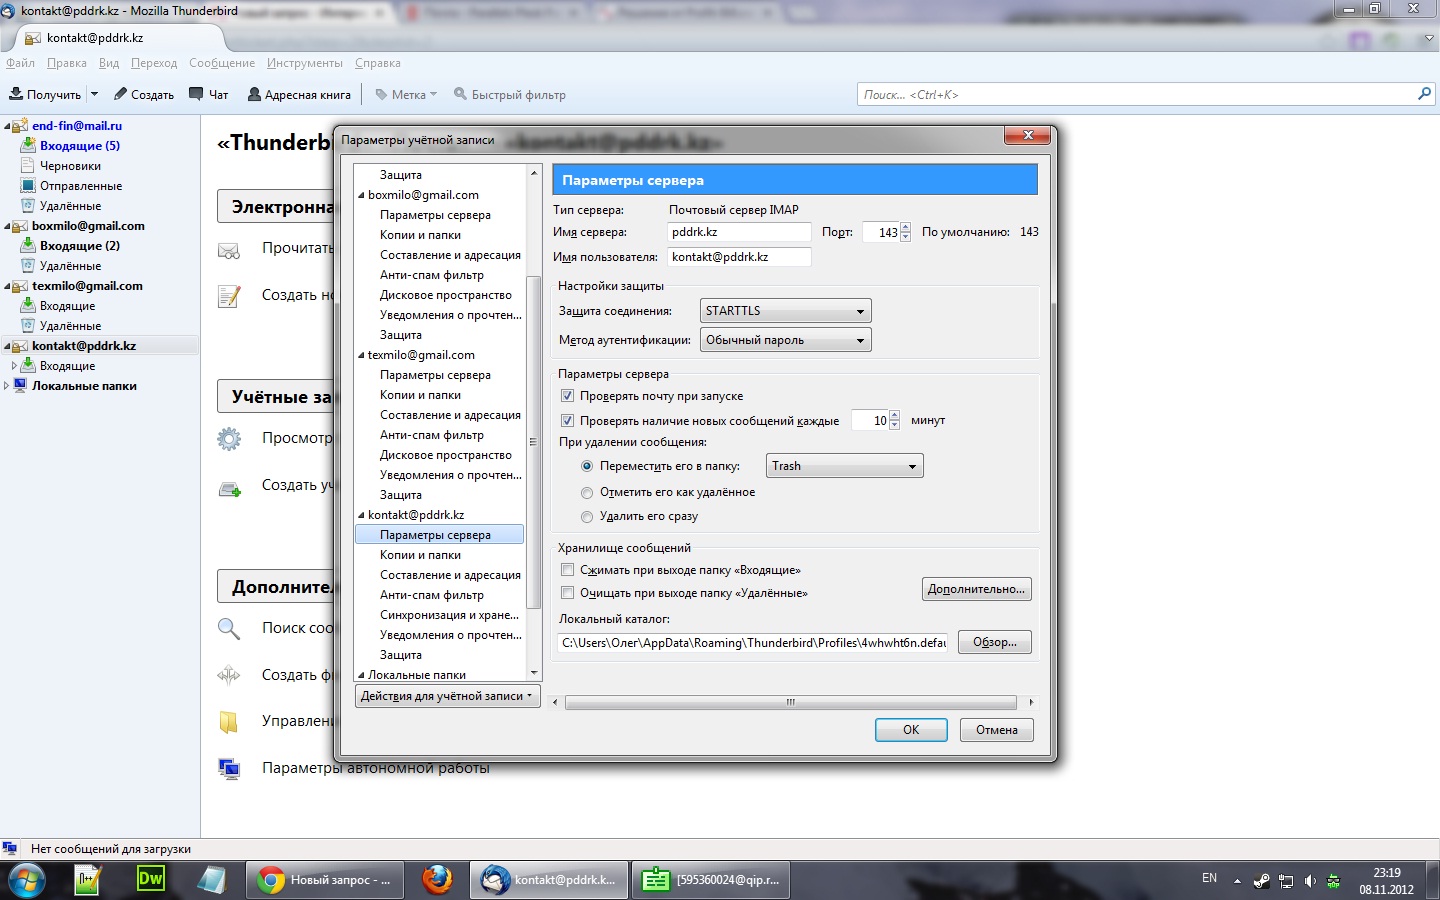 kontakt@pddrk.kz - Mozilla Thunderbird
kontakt@pddrk.kz
Файл Правка Вид Переход Сообщение Инструменты Справка
Получить Создать Чат Адресная книга Метка Быстрый фильтр Поиск... <Ctrl+K>
end-fin@mail.ru
Входящие (5)
Черновики
Отправленные
Удалённые
boxmilo@gmail.com
Входящие (2)
Удалённые
texmilo@gmail.com
Входящие
Удалённые
kontakt@pddrk.kz
Входящие
Локальные папки
«Thunderbi
kontakt@pddrk.kz»
Электронна
Прочитат
Создать н
Учётные за
Просмотр
Создать уч
Дополнител
Поиск соо
Создать ф
Управлени
Параметры автономной работы
Параметры учётной записи
Защита
boxmilo@gmail.com
Параметры сервера
Копии и папки
Составление и адресация
Анти-спам фильтр
Дисковое пространство
Уведомления о прочтен...
Защита
texmilo@gmail.com
Параметры сервера
Копии и папки
Составление и адресация
Анти-спам фильтр
Дисковое пространство
Уведомления о прочтен...
Защита
kontakt@pddrk.kz
Параметры сервера
Копии и папки
Составление и адресация
Анти-спам фильтр
Синхронизация и хране...
Уведомления о прочтен...
Защита
Локальные папки
Действия для учётной записи
Параметры сервера
Тип сервера: Почтовый сервер IMAP
Имя сервера: pddrk.kz Порт: 143 По умолчанию: 143
Имя пользователя: kontakt@pddrk.kz
Настройки защиты
Защита соединения: STARTTLS
Метод аутентификации: Обычный пароль
Параметры сервера
Проверять почту при запуске
Проверять наличие новых сообщений каждые 10 минут
При удалении сообщения:
Переместить его в папку: Trash
Отметить его как удалённое
Удалить его сразу
Хранилище сообщений
Сжимать при выходе папку «Входящие»
Очищать при выходе папку «Удалённые»
Дополнительно...
Локальный каталог:
C:\Users\Олег\AppData\Roaming\Thunderbird\Profiles\4whwht6n.defau
Обзор...
OK Отмена
Нет сообщений для загрузки
Dw Новый запрос - ... kontakt@pddrk.k... [595360024@qip.r...
EN 23:19
08.11.2012